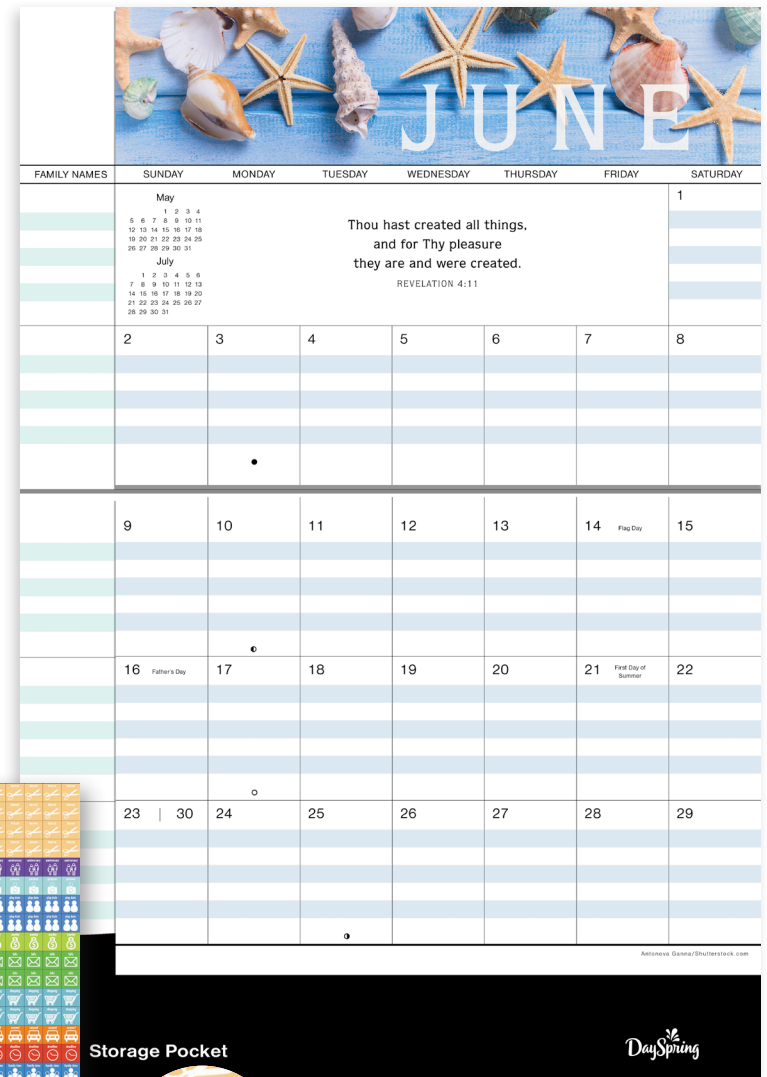 JUNE
FAMILY NAMES SUNDAY MONDAY TUESDAY WEDNESDAY THURSDAY FRIDAY SATURDAY
May
1 2 3 4
5 6 7 8 9 10 11
12 13 14 15 16 17 18
19 20 21 22 23 24 25
26 27 28 29 30 31
July
1 2 3 4 5 6
7 8 9 10 11 12 13
14 15 16 17 18 19 20
21 22 23 24 25 26 27
28 29 30 31
Thou hast created all things,
and for Thy pleasure
they are and were created.
REVELATION 4:11
1
2 3 4 5 6 7 8
9 10 11 12 13 14 Flag Day 15
16 Father's Day 17 18 19 20 21 First Day of
Summer
22
23 | 30 24 25 26 27 28 29
Antonova Ganna/Shutterstock.com
Storage Pocket
DaySpring